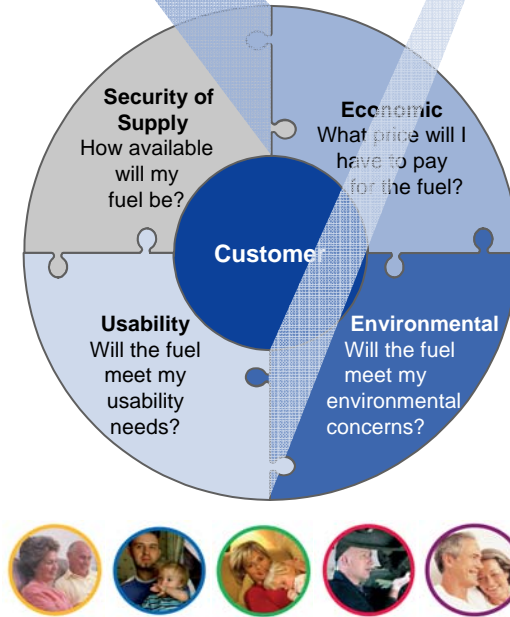 Security of
Supply
How available
will my
fuel be?
Economic
What price will I
have to pay
for the fuel?
Customer
Usability
Will the fuel
meet my
usability
needs?
Environmental
Will the fuel
meet my
environmental
concerns?